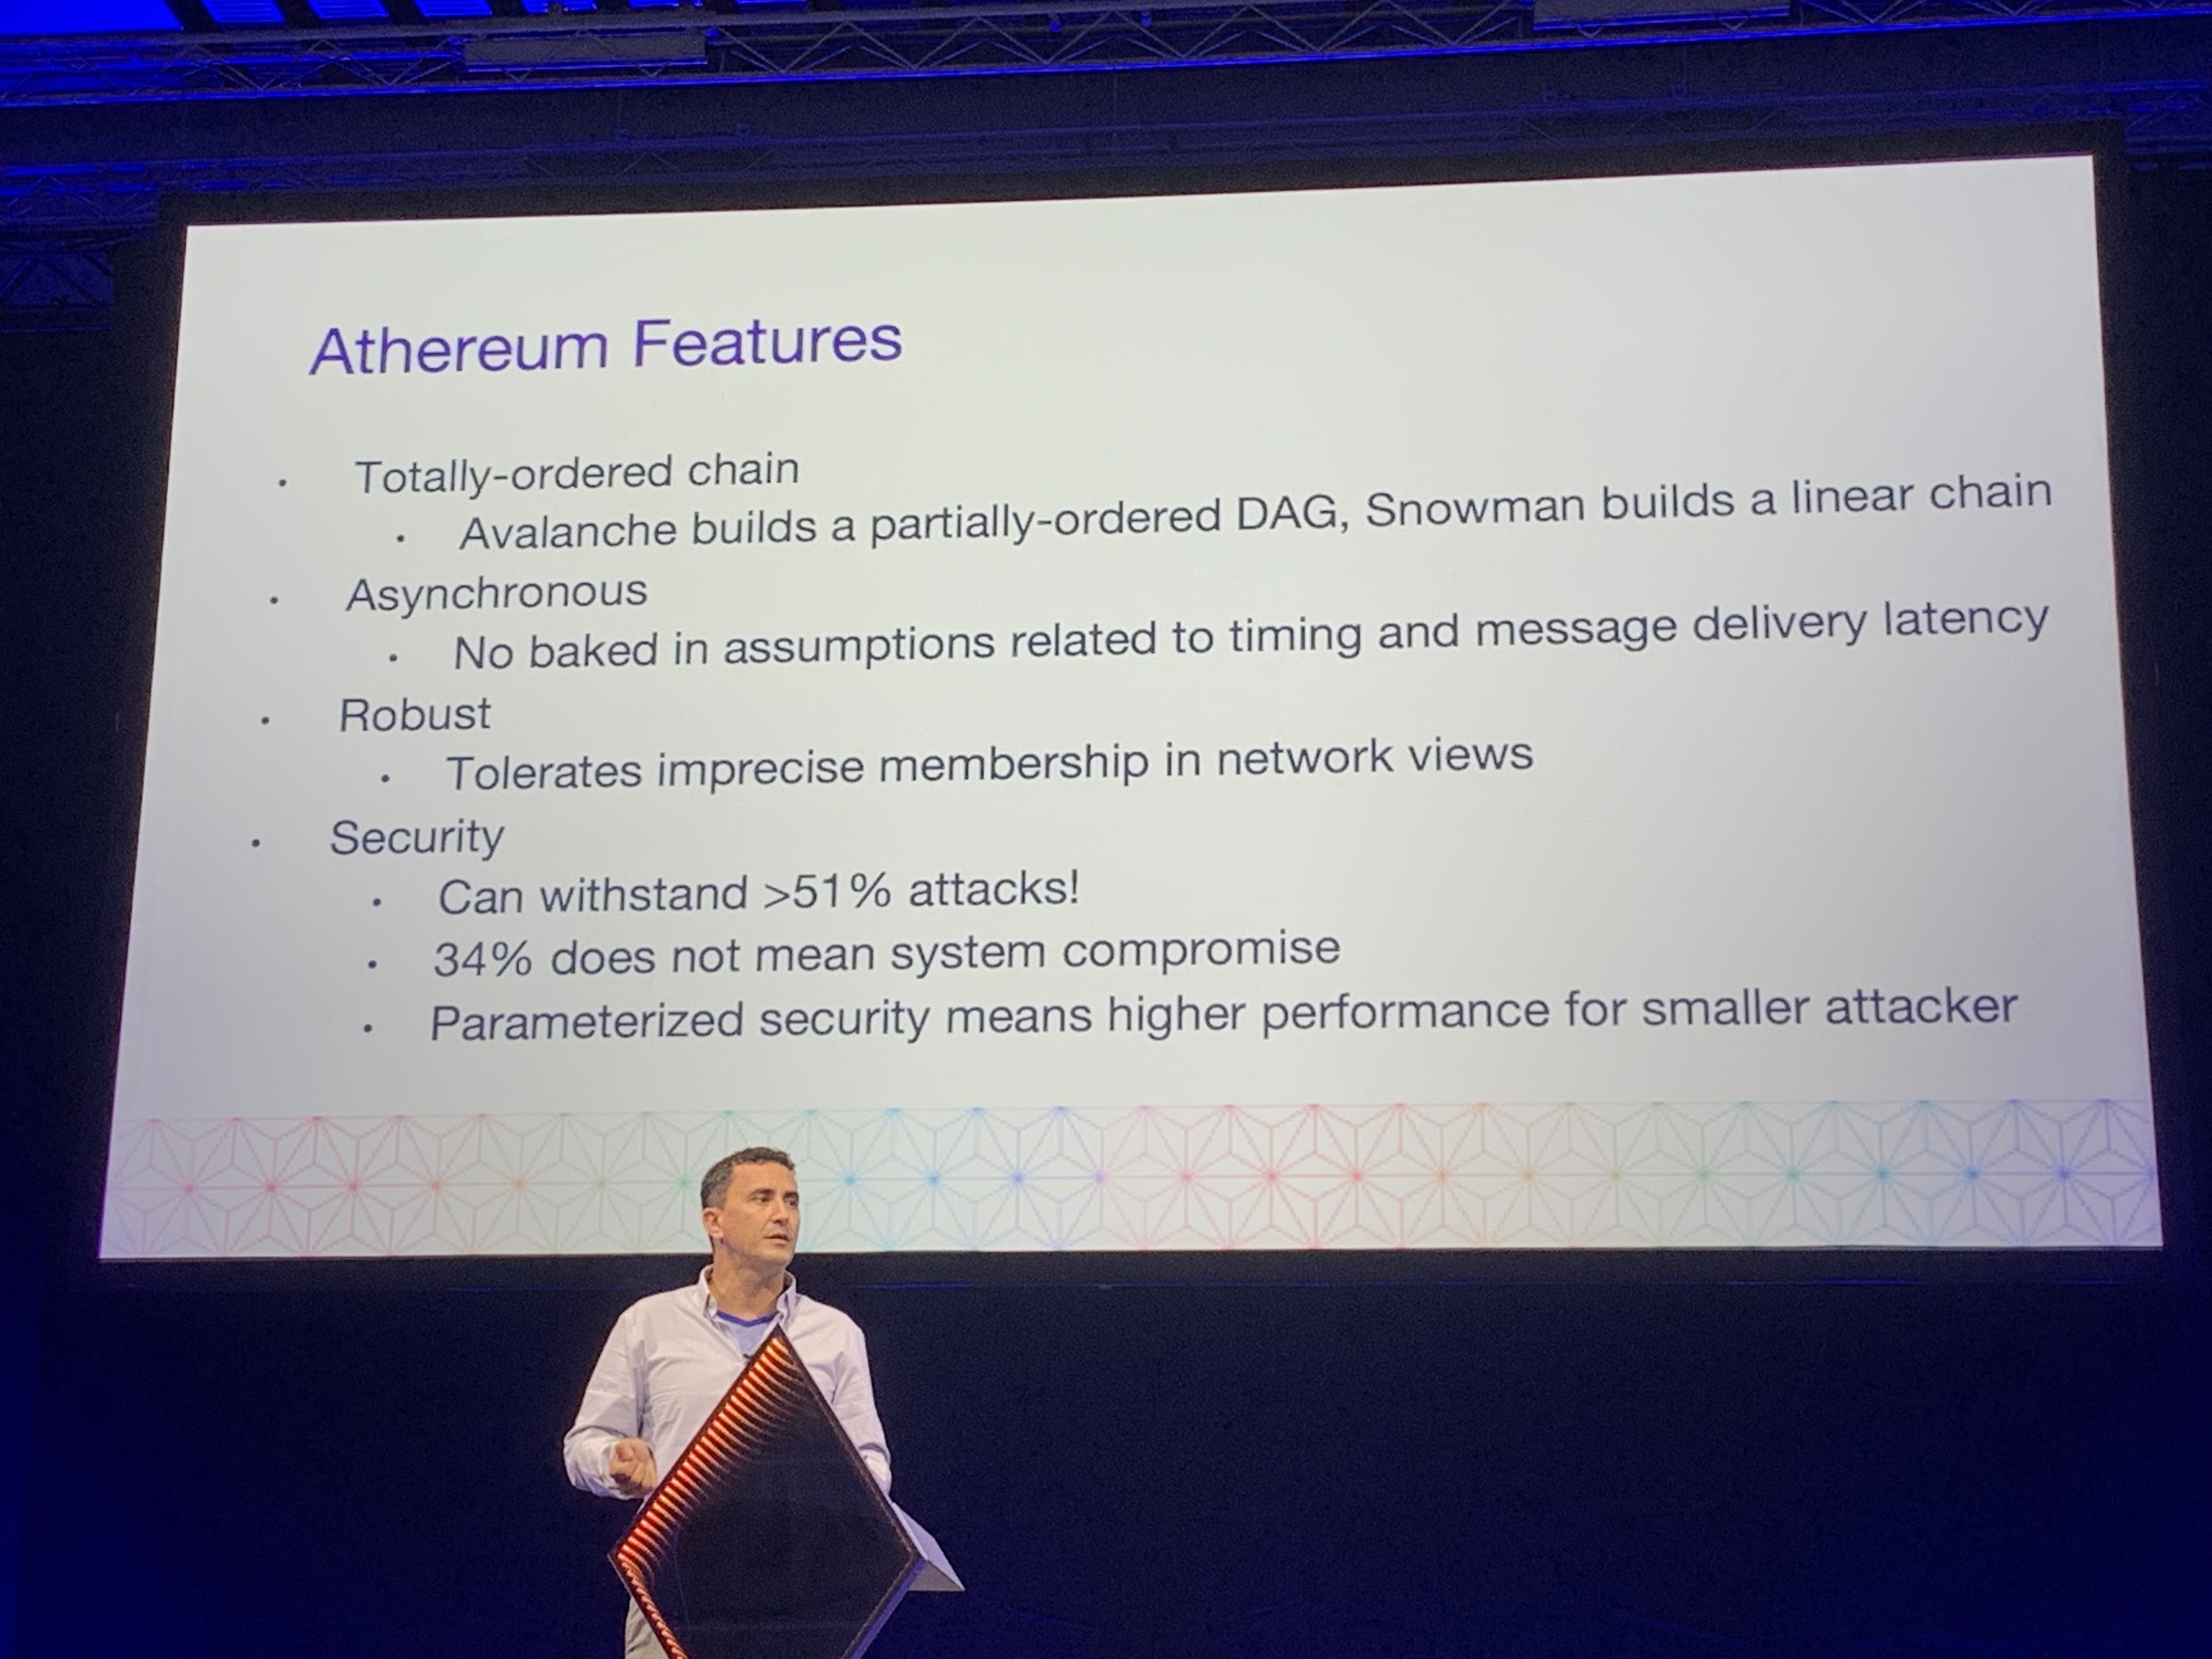 Athereum Features
Totally-ordered chain
Avalanche builds a partially-ordered DAG, Snowman builds a linear chain
Asynchronous
No baked in assumptions related to timing and message delivery latency
Robust
Tolerates imprecise membership in network views
Security
Can withstand >51% attacks!
34% does not mean system compromise
Parameterized security means higher performance for smaller attacker